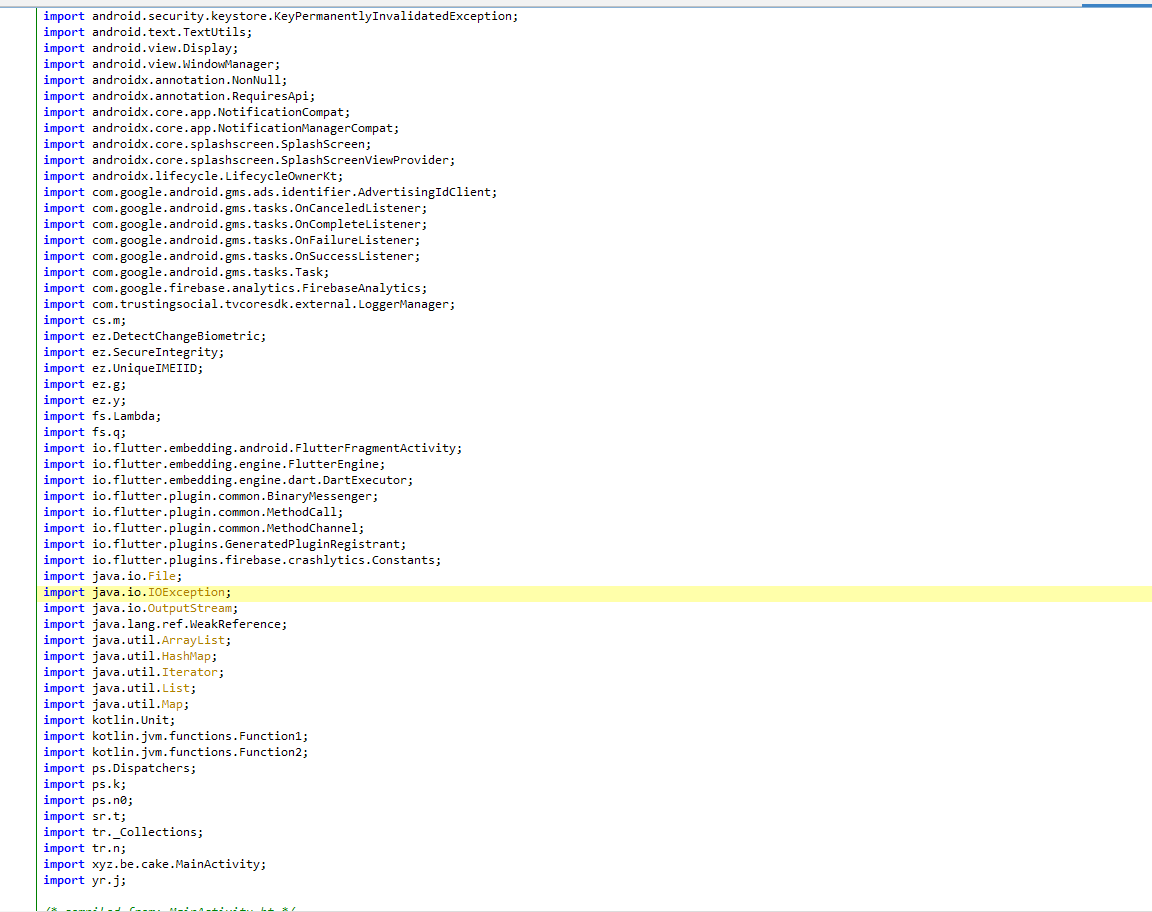 import android.security.keystore.KeyPermanentlyInvalidatedException;
import android.text.TextUtils;
import android.view.Display;
import android.view.WindowManager;
import androidx.annotation.NonNull;
import androidx.annotation.RequiresApi;
import androidx.core.app.NotificationCompat;
import androidx.core.app.NotificationManagerCompat;
import androidx.core.splashscreen.SplashScreen;
import androidx.core.splashscreen.SplashScreenViewProvider;
import androidx.lifecycle.LifecycleOwnerKt;
import com.google.android.gms.ads.identifier.AdvertisingIdClient;
import com.google.android.gms.tasks.OnCanceledListener;
import com.google.android.gms.tasks.OnCompleteListener;
import com.google.android.gms.tasks.OnFailureListener;
import com.google.android.gms.tasks.OnSuccessListener;
import com.google.android.gms.tasks.Task;
import com.google.firebase.analytics.FirebaseAnalytics;
import com.trustingsocial.tvcoresdk.external.LoggerManager;
import cs.m;
import ez.DetectChangeBiometric;
import ez.SecureIntegrity;
import ez.UniqueIMEIID;
import ez.g;
import ez.y;
import fs.Lambda;
import fs.q;
import io.flutter.embedding.android.FlutterFragmentActivity;
import io.flutter.embedding.engine.FlutterEngine;
import io.flutter.embedding.engine.dart.DartExecutor;
import io.flutter.plugin.common.BinaryMessenger;
import io.flutter.plugin.common.MethodCall;
import io.flutter.plugin.common.MethodChannel;
import io.flutter.plugins.GeneratedPluginRegistrant;
import io.flutter.plugins.firebase.crashlytics.Constants;
import java.io.File;
import java.io.IOException;
import java.io.OutputStream;
import java.lang.ref.WeakReference;
import java.util.ArrayList;
import java.util.HashMap;
import java.util.Iterator;
import java.util.List;
import java.util.Map;
import kotlin.Unit;
import kotlin.jvm.functions.Function1;
import kotlin.jvm.functions.Function2;
import ps.Dispatchers;
import ps.k;
import ps.n0;
import sr.t;
import tr._Collections;
import tr.n;
import xyz.be.cake.MainActivity;
import yr.j;
/* compiled from: MainActivity.kt */